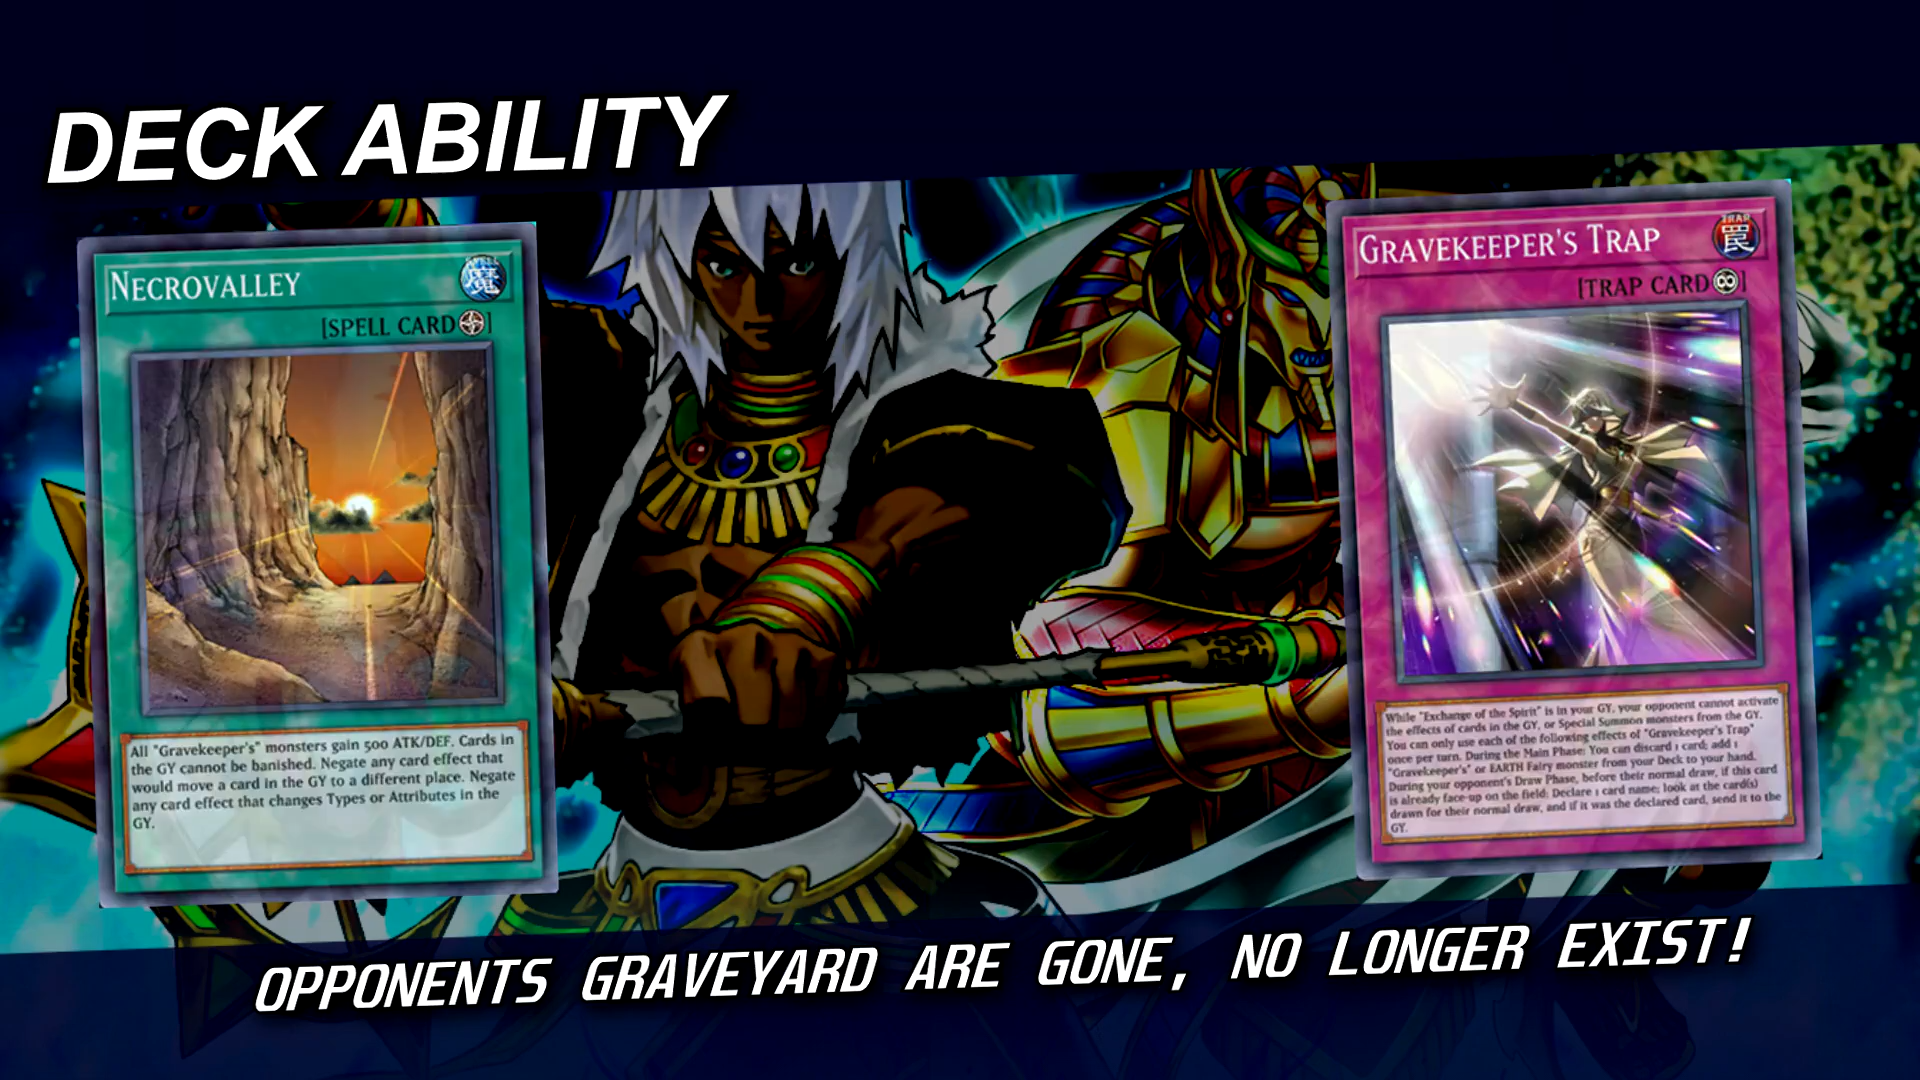 DECK ABILITY
NECROVALLEY
[SPELL CARD]
All "Gravekeeper's" monsters gain 500 ATK/DEF. Cards in
the GY cannot be banished. Negate any card effect that
would move a card in the GY to a different place. Negate
any card effect that changes Types or Attributes in the
GY.
GRAVEKEEPER'S TRAP
TRAP
罠
[TRAP CARD]
While "Exchange of the Spirit" is in your GY, your opponent cannot activate
the effects of cards in the GY, or Special Summon monsters from the GY.
You can only use each of the following effects of "Gravekeeper's Trap"
once per turn. During the Main Phase: You can discard 1 card; add 1
"Gravekeeper's" or EARTH Fairy monster from your Deck to your hand.
During your opponent's Draw Phase, before their normal draw, if this card
is already face-up on the field: Declare 1 card name; look at the card(s)
drawn for their normal draw, and if it was the declared card, send it to the
GY.
OPPONENTS GRAVEYARD ARE GONE, NO LONGER EXIST!